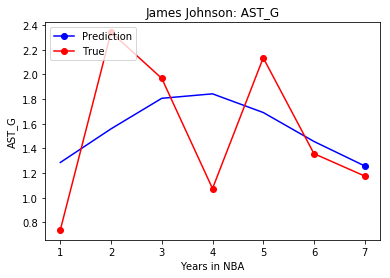 James Johnson: AST_G
Prediction
True
AST_G
2.4
2.2
2.0
1.8
1.6
1.4
1.2
1.0
0.8
1 2 3 4 5 6 7
Years in NBA